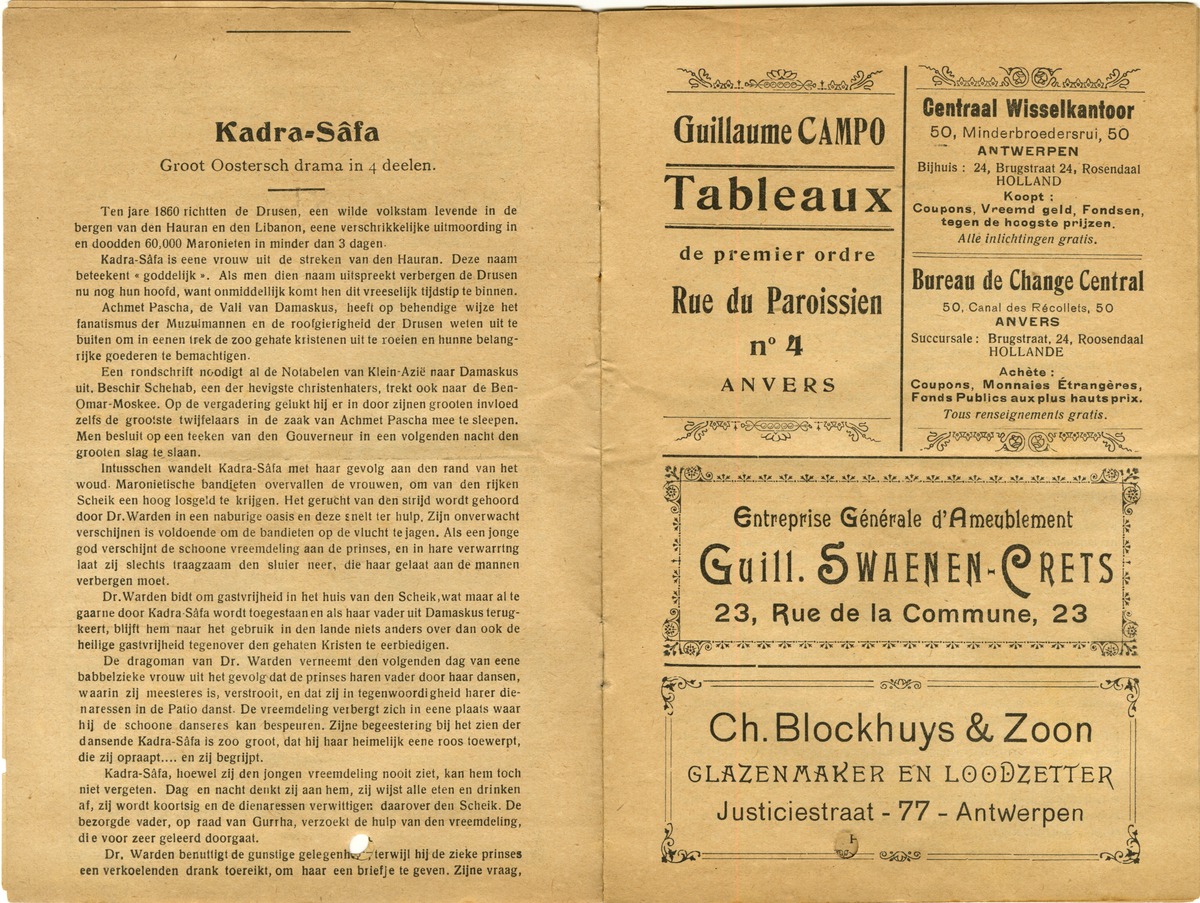 Kadra-Sâfa
Groot Oostersch drama in 4 deelen.
Ten jare 1860 richtten de Drusen, een wilde volkstam levende in de
bergen van den Hauran en den Libanon, eene verschrikkelijke uitmoording in
en doodden 60,000 Maronieten in minder dan 3 dagen.
Kadra-Sâfa is eene vrouw uit de streken van den Hauran. Deze naam
beteekent « goddelijk ». Als men dien naam uitspreekt verbergen de Drusen
nu nog hun hoofd, want onmiddellijk komt hen dit vreeselijk tijdstip te binnen.
Achmet Pascha, de Vali van Damaskus, heeft op behendige wijze het
fanatismus der Muzulmannen en de roofgierigheid der Drusen weten uit te
buiten om in eenen trek de zoo gehate kristenen uit te roeien en hunne belang-
rijke goederen te bemachtigen.
Een rondschrift noodigt al de Notabelen van Klein-Azië naar Damaskus
uit. Beschir Schehab, een der hevigste christenhaters, trekt ook naar de Ben-
Omar-Moskee. Op de vergadering gelukt hij er in door zijnen grooten invloed
zelfs de grootste twijfelaars in de zaak van Achmet Pascha mee te sleepen.
Men besluit op een teeken van den Gouverneur in een volgenden nacht den
grooten slag te slaan.
Intusschen wandelt Kadra-Sâfa met haar gevolg aan den rand van het
woud. Maronietische bandieten overvallen de vrouwen, om van den rijken
Scheik een hoog losgeld te krijgen. Het gerucht van den strijd wordt gehoord
door Dr. Warden in een naburige oasis en deze snelt ter hulp. Zijn onverwacht
verschijnen is voldoende om de bandieten op de vlucht te jagen. Als een jonge
god verschijnt de schoone vreemdeling aan de prinses, en in hare verwarring
laat zij slechts traagzaam den sluier neer, die haar gelaat aan de mannen
verbergen moet.
Dr. Warden bidt om gastvrijheid in het huis van den Scheik, wat maar al te
gaarne door Kadra-Sâfa wordt toegestaan en als haar vader uit Damaskus terug-
keert, blijft hem naar het gebruik in den lande niets anders over dan ook de
heilige gastvrijheid tegenover den gehaten Kristen te eerbiedigen.
De dragoman van Dr. Warden verneemt den volgenden dag van eene
babbelzieke vrouw uit het gevolg dat de prinses haren vader door haar dansen,
waarin zij meesteres is, verstrooit, en dat zij in tegenwoordigheid harer die-
naressen in de Patio danst. De vreemdeling verbergt zich in eene plaats waar
hij de schoone danseres kan bespeuren. Zijne begeestering bij het zien der
dansende Kadra-Sâfa is zoo groot, dat hij haar heimelijk eene roos toewerpt,
die zij opraapt.... en zij begrijpt.
Kadra-Sâfa, hoewel zij den jongen vreemdeling nooit ziet, kan hem toch
niet vergeten. Dag en nacht denkt zij aan hem, zij wijst alle eten en drinken
af, zij wordt koortsig en de dienaressen verwittigen daarover den Scheik. De
bezorgde vader, op raad van Gurrha, verzoekt de hulp van den vreemdeling,
die voor zeer geleerd doorgaat.
Dr. Warden benuttigt de gunstige gelegenhe terwijl hij de zieke prinses
een verkoelenden drank toereikt, om haar een briefje te geven. Zijne vraag,
Guillaume CAMPO
Tableaux
de premier ordre
Rue du Paroissien
nº 4
ANVERS
Centraal Wisselkantoor
50, Minderbroedersrui, 50
ANTWERPEN
Bijhuis : 24, Brugstraat 24, Rosendaal
HOLLAND
Koopt :
Coupons, Vreemd geld, Fondsen,
tegen de hoogste prijzen.
Alle inlichtingen gratis.
Bureau de Change Central
50, Canal des Récollets, 50
ANVERS
Succursale : Brugstraat, 24, Roosendaal
HOLLANDE
Achète :
Coupons, Monnaies Étrangères,
Fonds Publics aux plus hauts prix.
Tous renseignements gratis.
Entreprise Générale d'Ameublement
Guill. SWAENEN-CRETS
23, Rue de la Commune, 23
Ch. Blockhuys & Zoon
GLAZENMAKER EN LOODZETTER
Justiciestraat - 77 - Antwerpen